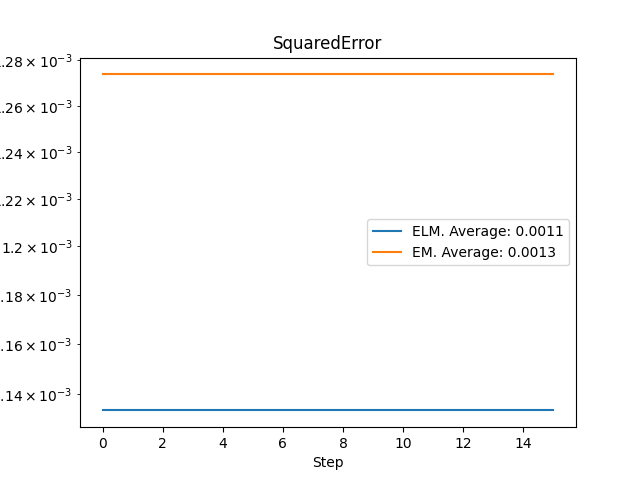 SquaredError
.28 × 10⁻³
.26 × 10⁻³
.24 × 10⁻³
.22 × 10⁻³
1.2 × 10⁻³
.18 × 10⁻³
.16 × 10⁻³
.14 × 10⁻³
ELM. Average: 0.0011
EM. Average: 0.0013
0 2 4 6 8 10 12 14
Step